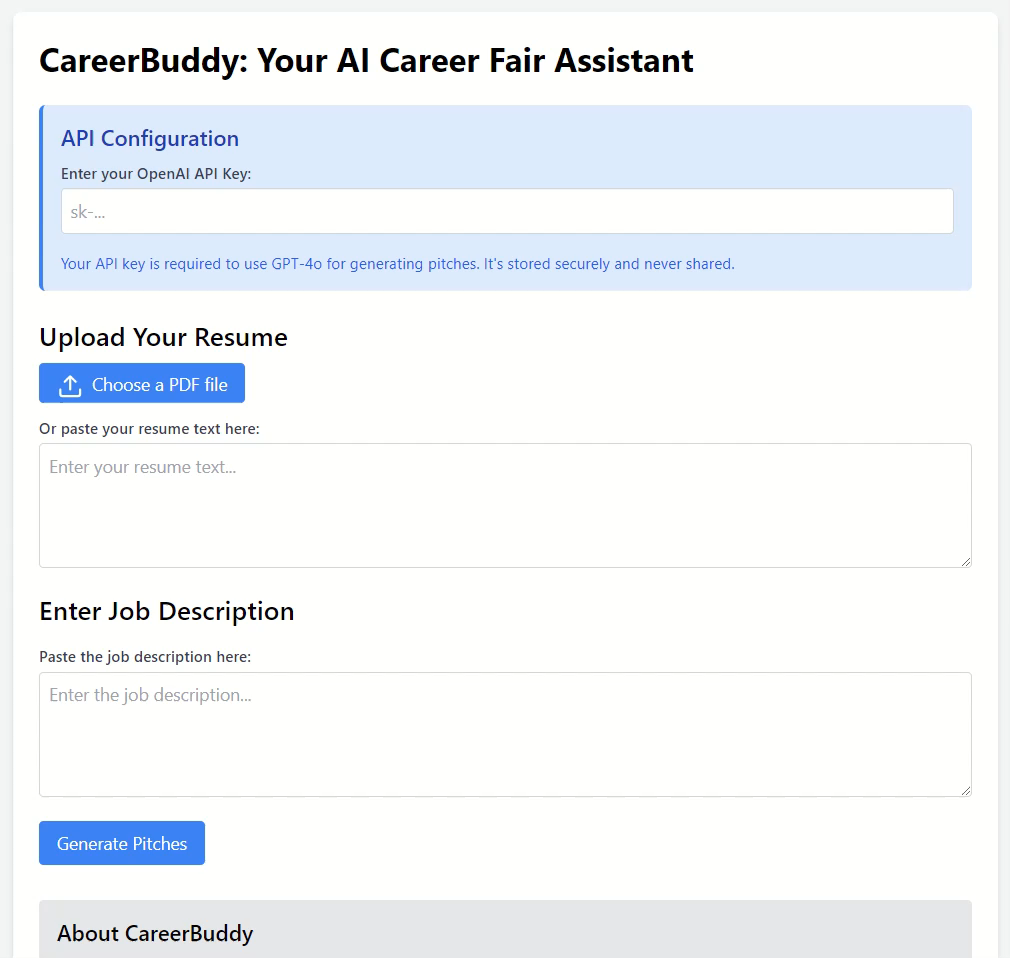 CareerBuddy: Your AI Career Fair Assistant
API Configuration
Enter your OpenAI API Key:
sk-...
Your API key is required to use GPT-4o for generating pitches. It's stored securely and never shared.
Upload Your Resume
Choose a PDF file
Or paste your resume text here:
Enter your resume text...
Enter Job Description
Paste the job description here:
Enter the job description...
Generate Pitches
About CareerBuddy